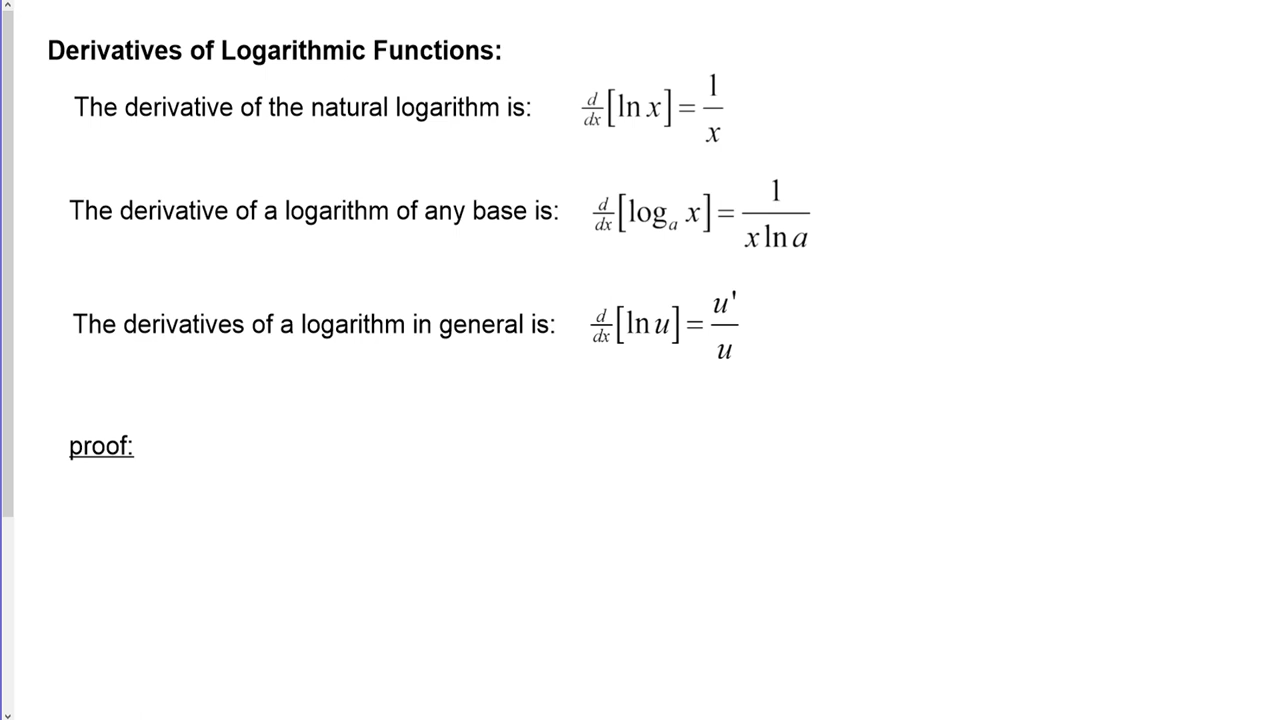 Derivatives of Logarithmic Functions:
The derivative of the natural logarithm is: d/dx [ln x] = 1/x
The derivative of a logarithm of any base is: d/dx [logₐ x] = 1/(x ln a)
The derivatives of a logarithm in general is: d/dx [ln u] = u'/u
proof: